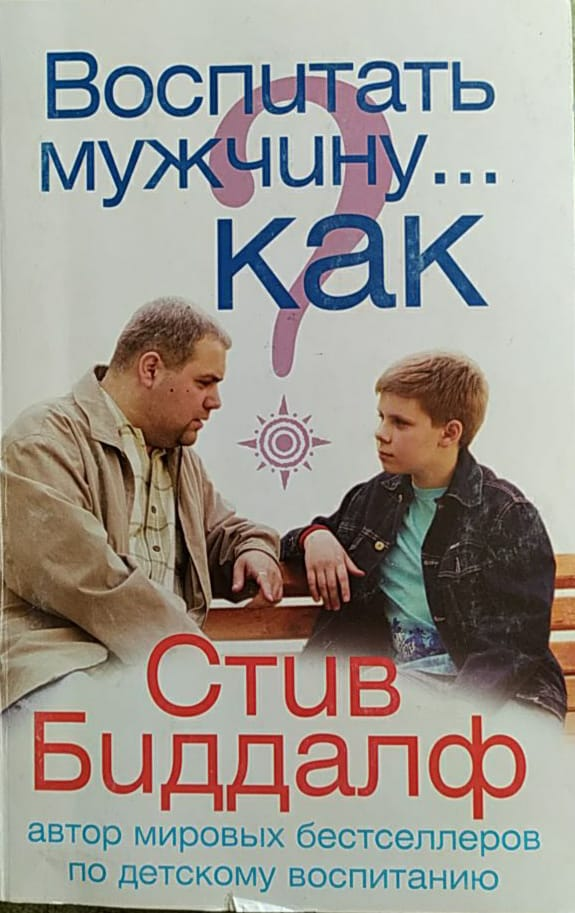 Воспитать
мужчину...
как
?
Стив
Биддалф
автор мировых бестселлеров
по детскому воспитанию